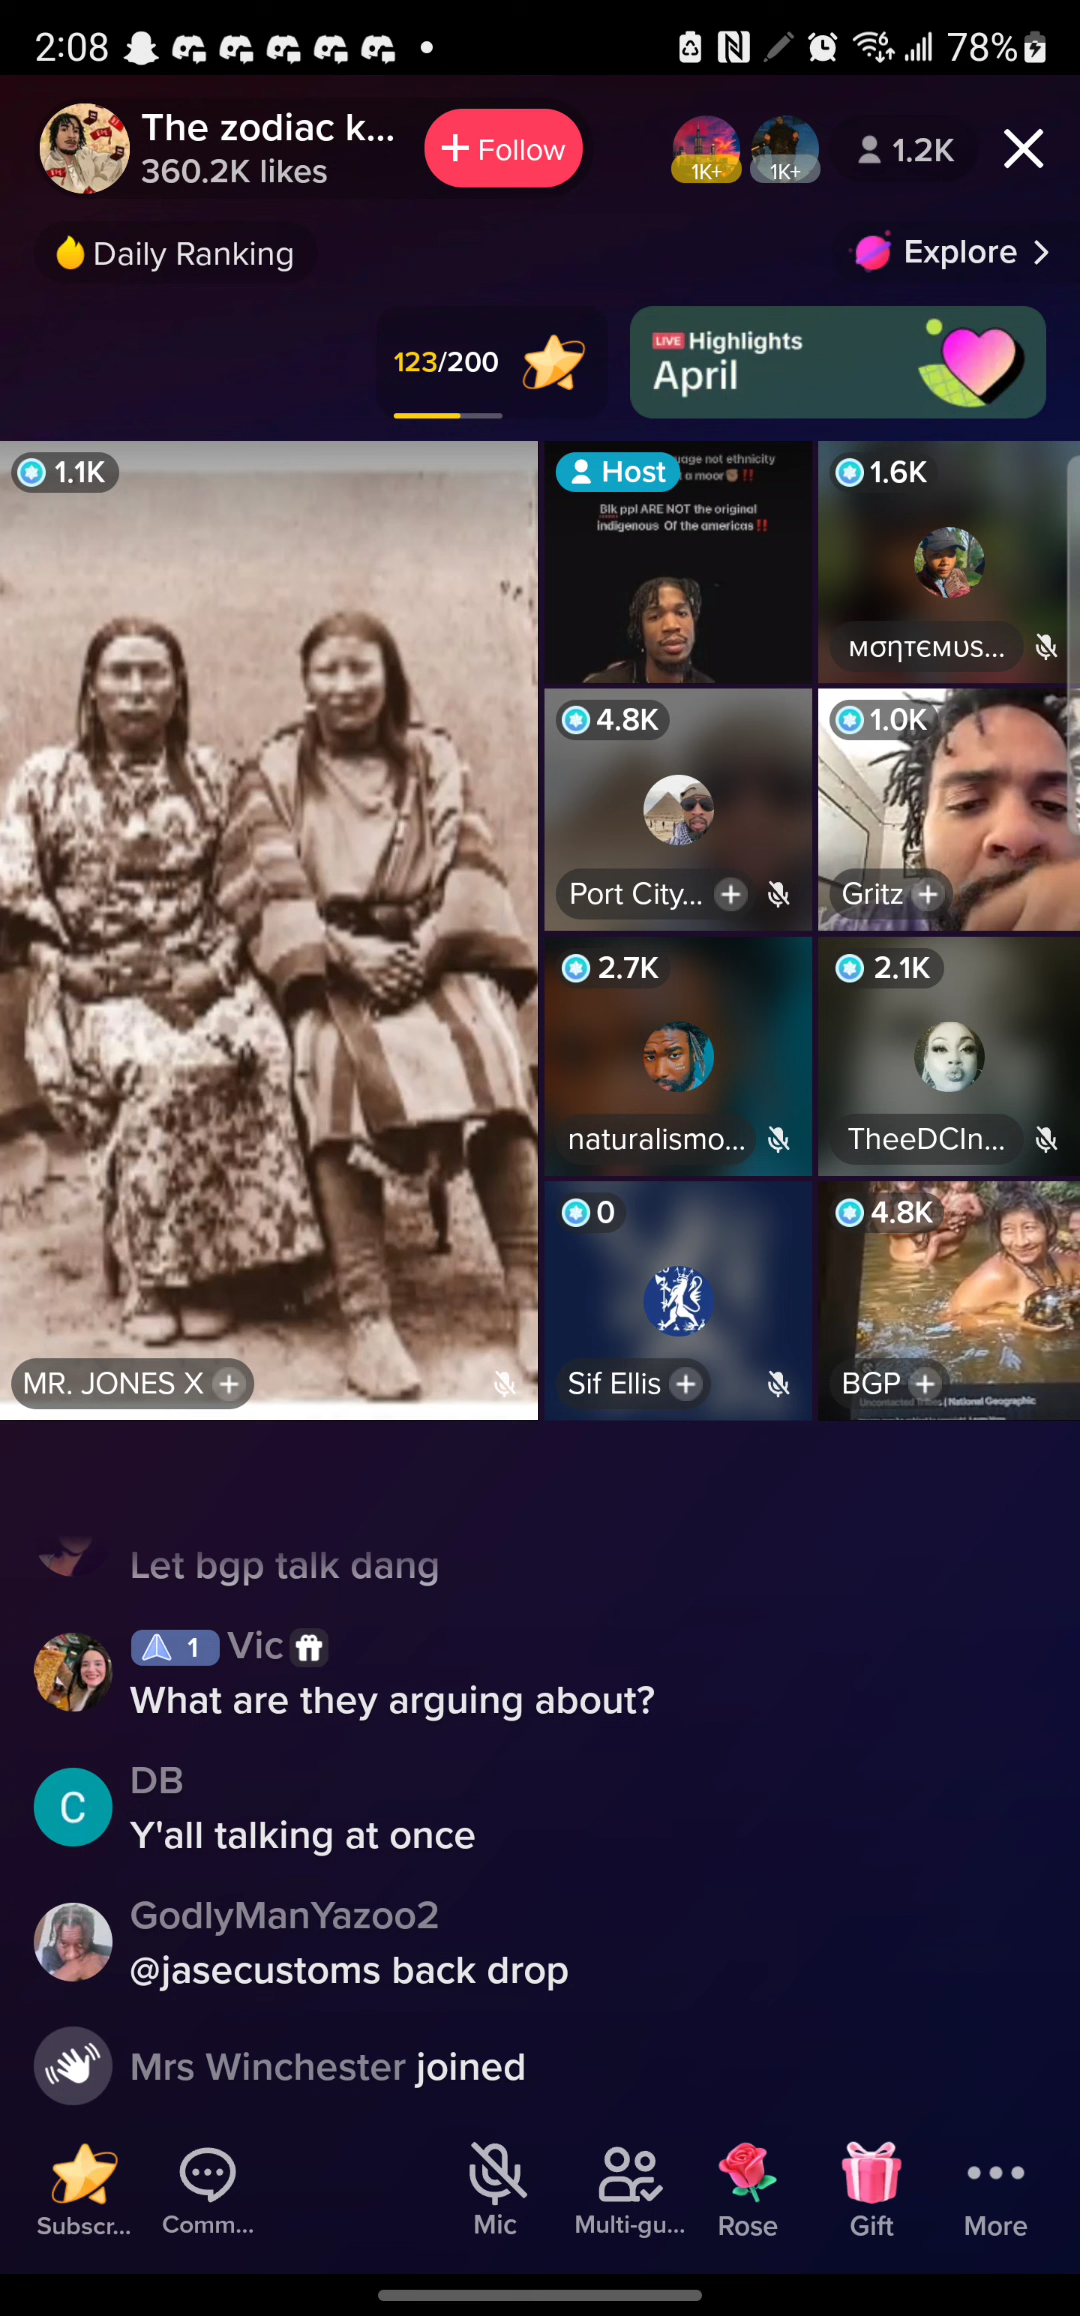 2:08
78%
The zodiac k...
360.2K likes
+ Follow
1K+
1K+
1.2K
Daily Ranking
Explore >
123/200
LIVE Highlights
April
1.1K
Host
uage not ethnicity
a moor
Blk ppl ARE NOT the original
indigenous Of the americas‼️
1.6K
мσητємυѕ...
4.8K
Port City...
1.0K
Gritz
2.7K
naturalismo...
2.1K
TheeDCIn...
MR. JONES X
0
Sif Ellis
4.8K
BGP
Uncontacted Tribes | National Geographic
Let bgp talk dang
1 Vic
What are they arguing about?
C
DB
Y'all talking at once
GodlyManYazoo2
@jasecustoms back drop
Mrs Winchester joined
Subscr...
Comm...
Mic
Multi-gu...
Rose
Gift
More